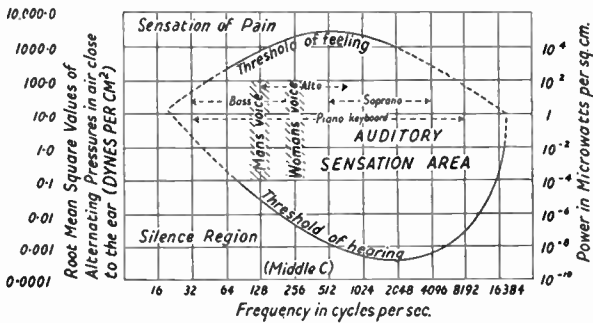 Sensation of Pain
Threshold of feeling
Alto
Bass
Soprano
Piano keyboard
Mans voice
Womans voice
AUDITORY
SENSATION AREA
Threshold of hearing
Silence Region
(Middle C)
Root Mean Square Values of
Alternating Pressures in air close
to the ear (DYNES PER CM²)
10,000·0
1000·0
100·0
10·0
1·0
0·1
0·01
0·001
0·0001
10⁴
10²
1
10⁻²
10⁻⁴
10⁻⁶
10⁻⁸
10⁻¹⁰
Power in Microwatts per sq. cm.
16 32 64 128 256 512 1024 2048 4096 8192 16384
Frequency in cycles per sec.